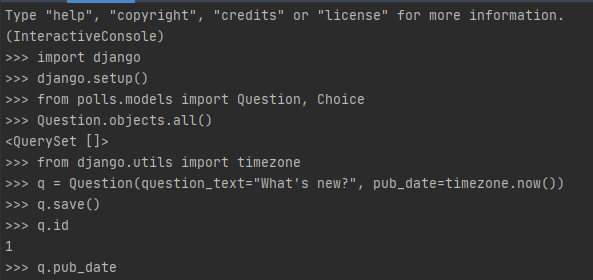 Type "help", "copyright", "credits" or "license" for more information.
(InteractiveConsole)
>>> import django
>>> django.setup()
>>> from polls.models import Question, Choice
>>> Question.objects.all()
<QuerySet []>
>>> from django.utils import timezone
>>> q = Question(question_text="What's new?", pub_date=timezone.now())
>>> q.save()
>>> q.id
1
>>> q.pub_date